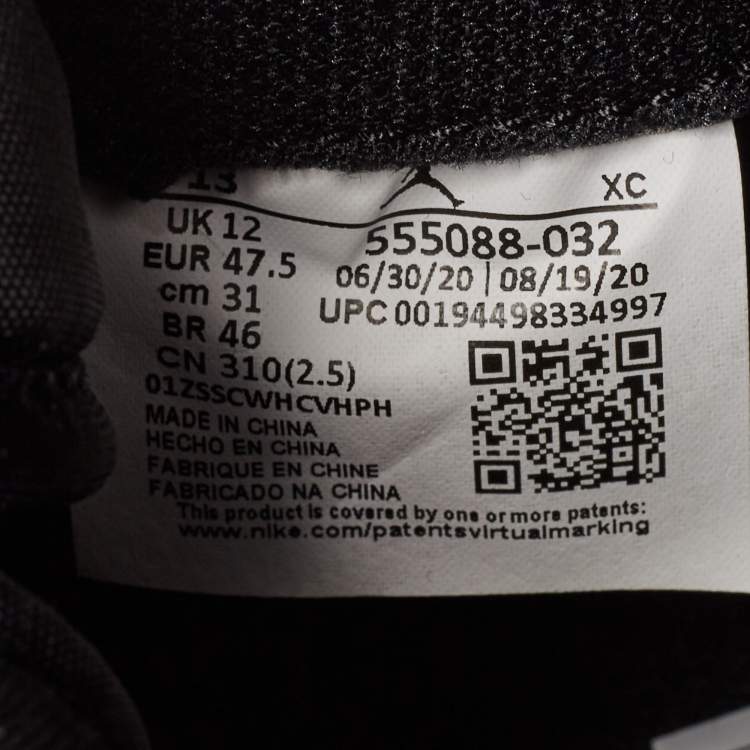 13
XC
UK 12
555088-032
EUR 47.5
06/30/20 | 08/19/20
cm 31
UPC 00194498334997
BR 46
CN 310(2.5)
01ZSSCWHCVHPH
MADE IN CHINA
HECHO EN CHINA
FABRIQUE EN CHINE
FABRICADO NA CHINA
This product is covered by one or more patents:
www.nike.com/patentsvirtualmarking